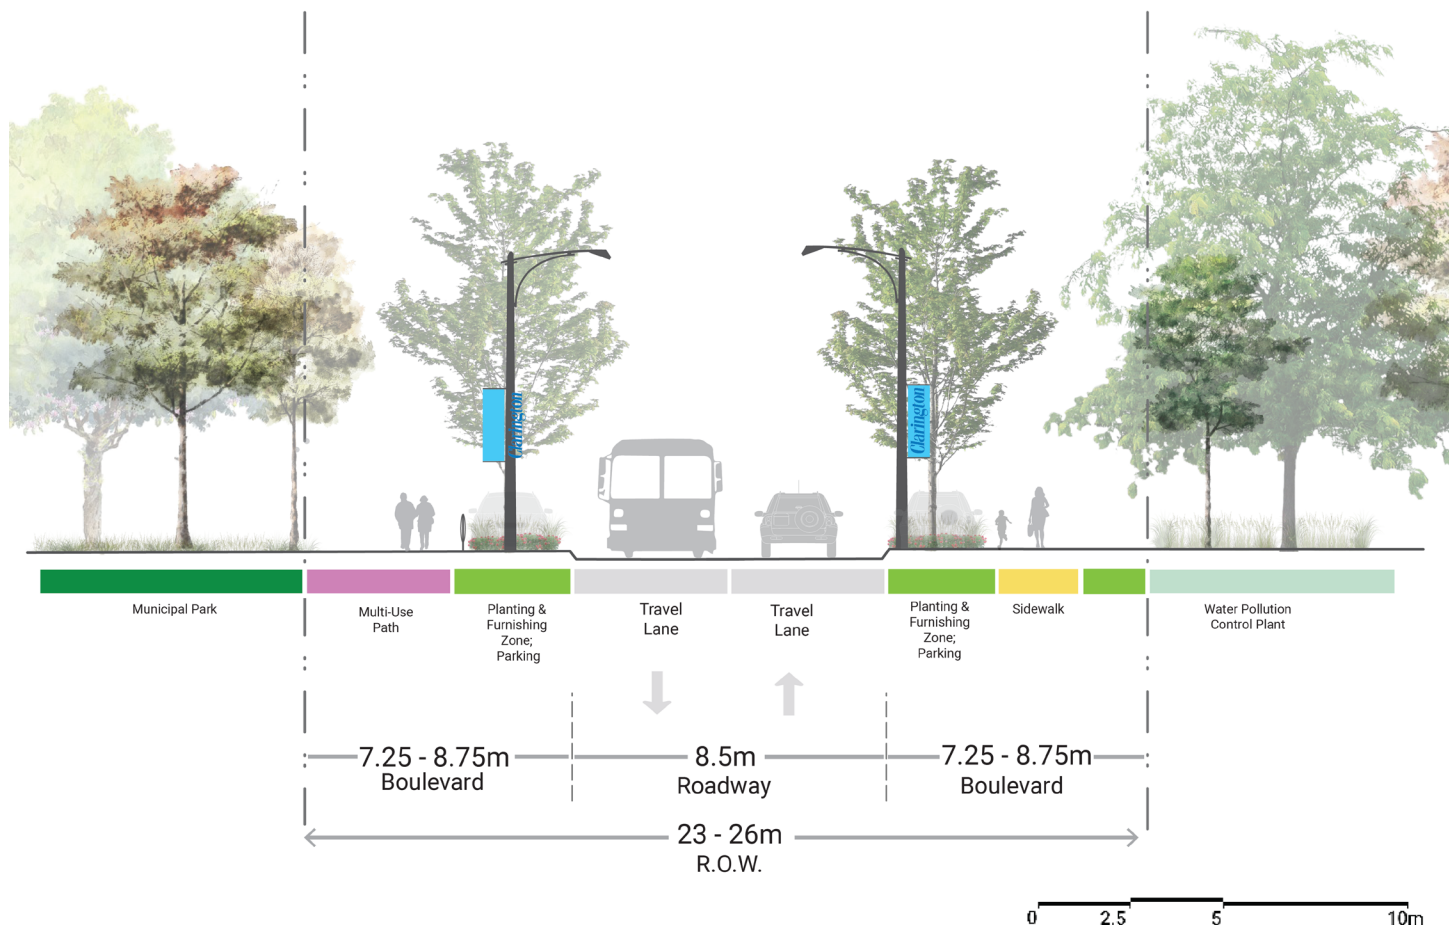 Clarington
Clarington
Municipal Park
Multi-Use
Path
Planting &
Furnishing
Zone;
Parking
Travel
Lane
Travel
Lane
Planting &
Furnishing
Zone;
Parking
Sidewalk
Water Pollution
Control Plant
7.25 - 8.75m
Boulevard
8.5m
Roadway
7.25 - 8.75m
Boulevard
23 - 26m
R.O.W.
0 2.5 5 10m